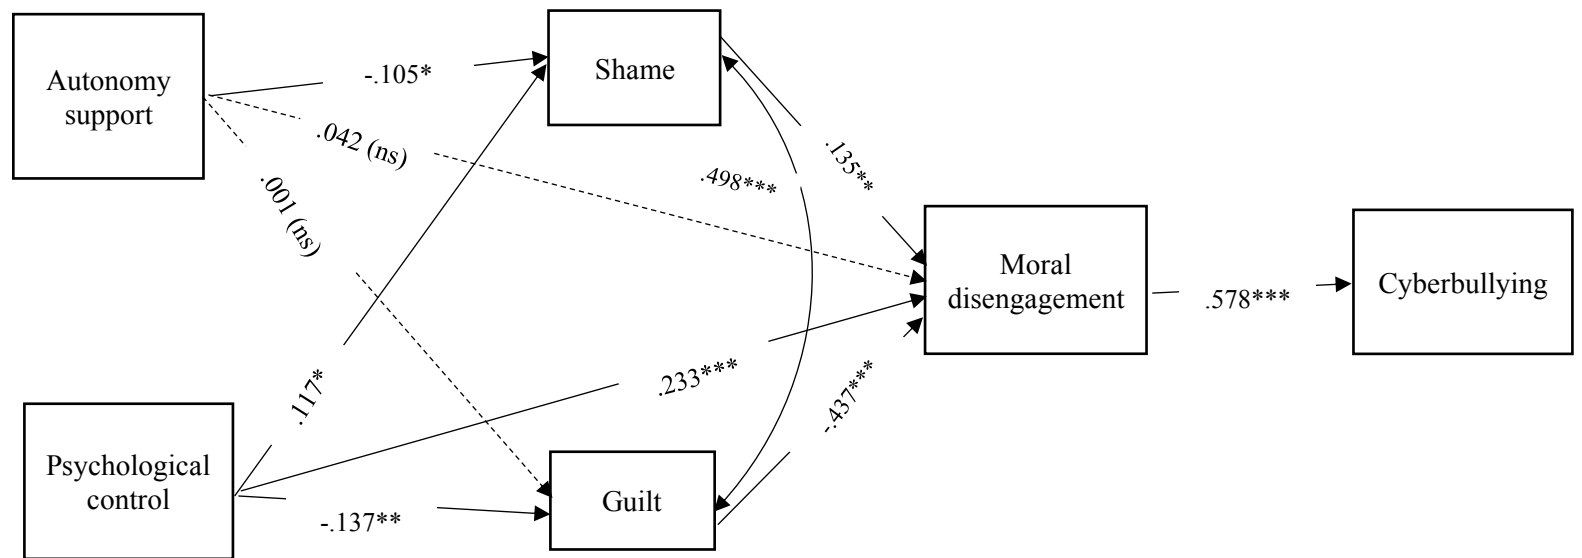 Autonomy
support
-.105*
Shame
.042 (ns)
.001 (ns)
.498***
.135**
Moral
disengagement
.578***
Cyberbullying
.117*
.233***
-.437***
Psychological
control
-.137**
Guilt